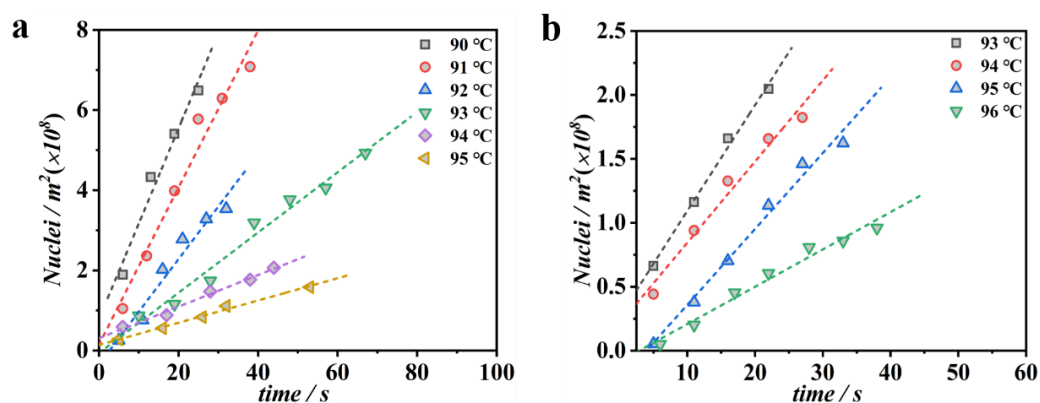 a
Nuclei / m²(×10⁸)
8
6
4
2
0
0 20 40 60 80 100
time / s
90 ℃
91 ℃
92 ℃
93 ℃
94 ℃
95 ℃
b
Nuclei / m²(×10⁸)
2.5
2.0
1.5
1.0
0.5
0.0
10 20 30 40 50 60
time / s
93 ℃
94 ℃
95 ℃
96 ℃